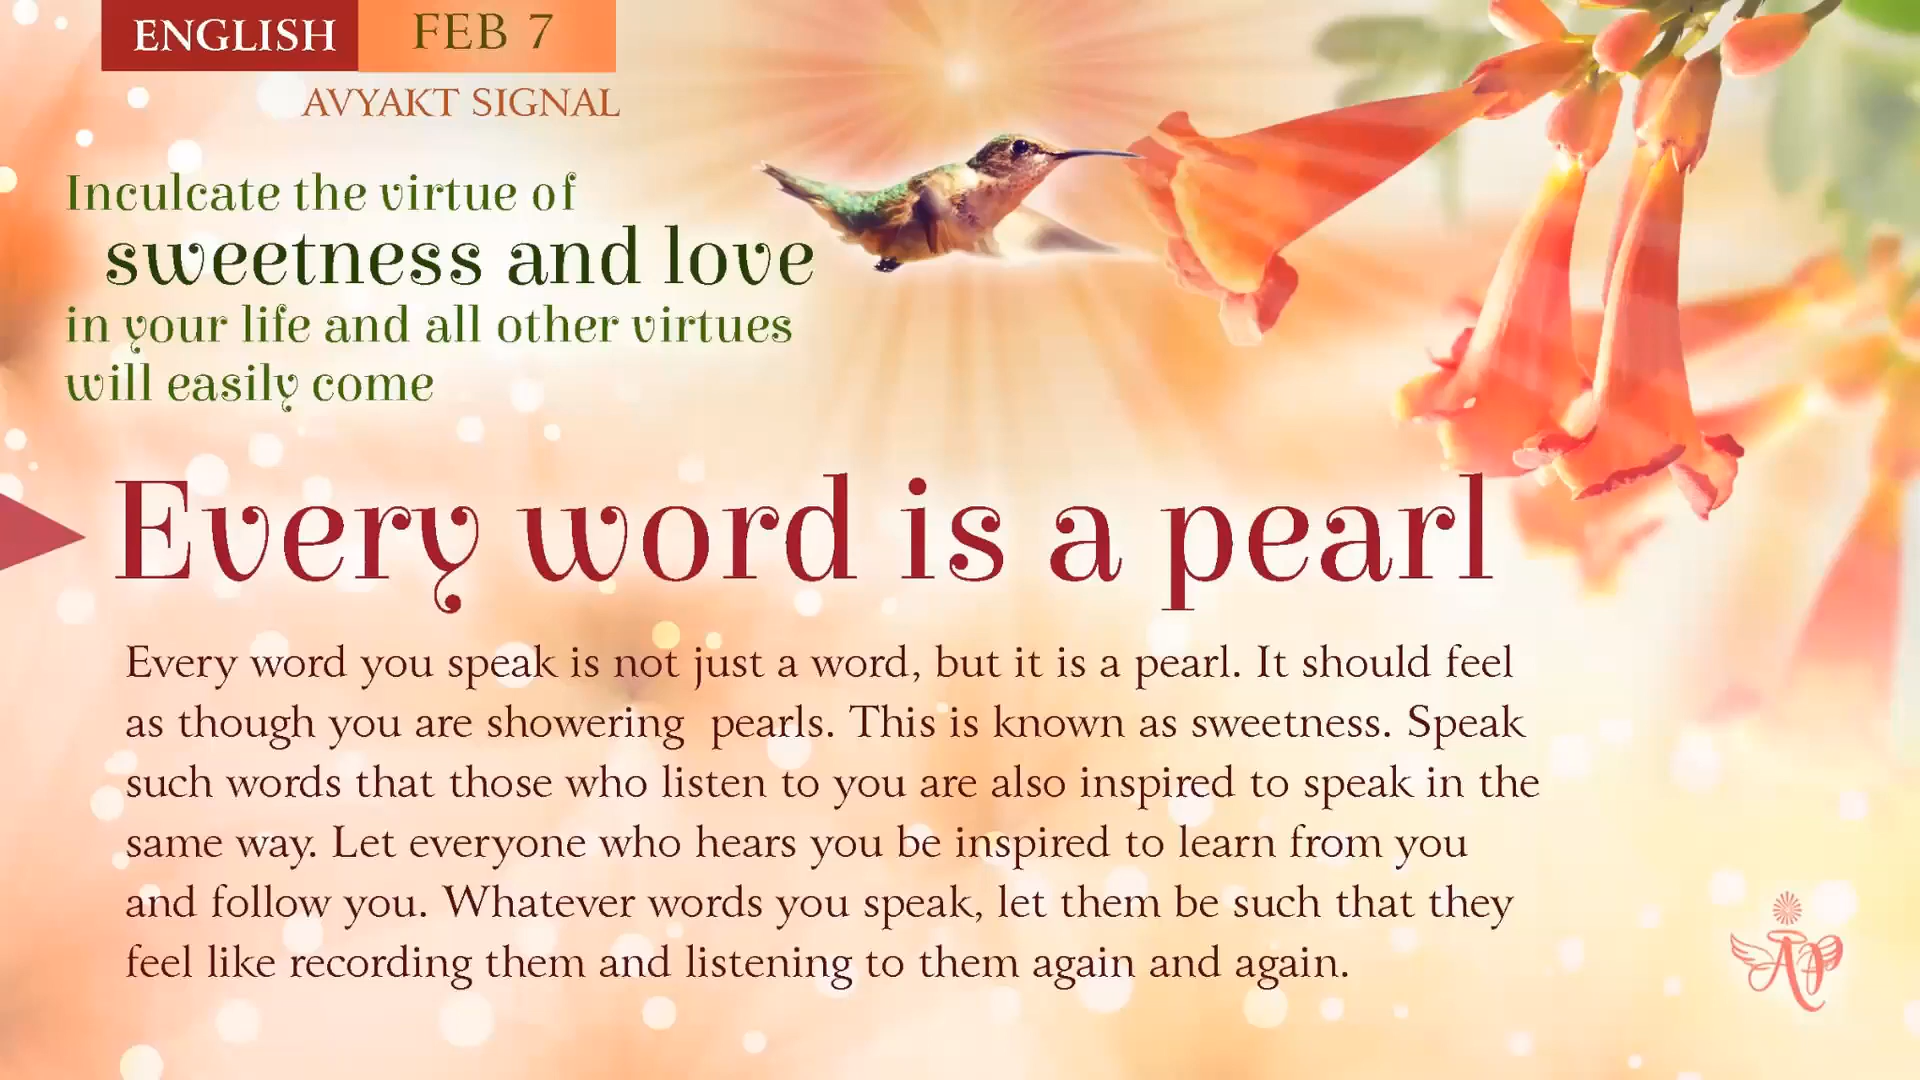 ENGLISH
FEB 7
AVYAKT SIGNAL
Inculcate the virtue of
sweetness and love
in your life and all other virtues
will easily come
Every word is a pearl
Every word you speak is not just a word, but it is a pearl. It should feel
as though you are showering pearls. This is known as sweetness. Speak
such words that those who listen to you are also inspired to speak in the
same way. Let everyone who hears you be inspired to learn from you
and follow you. Whatever words you speak, let them be such that they
feel like recording them and listening to them again and again.